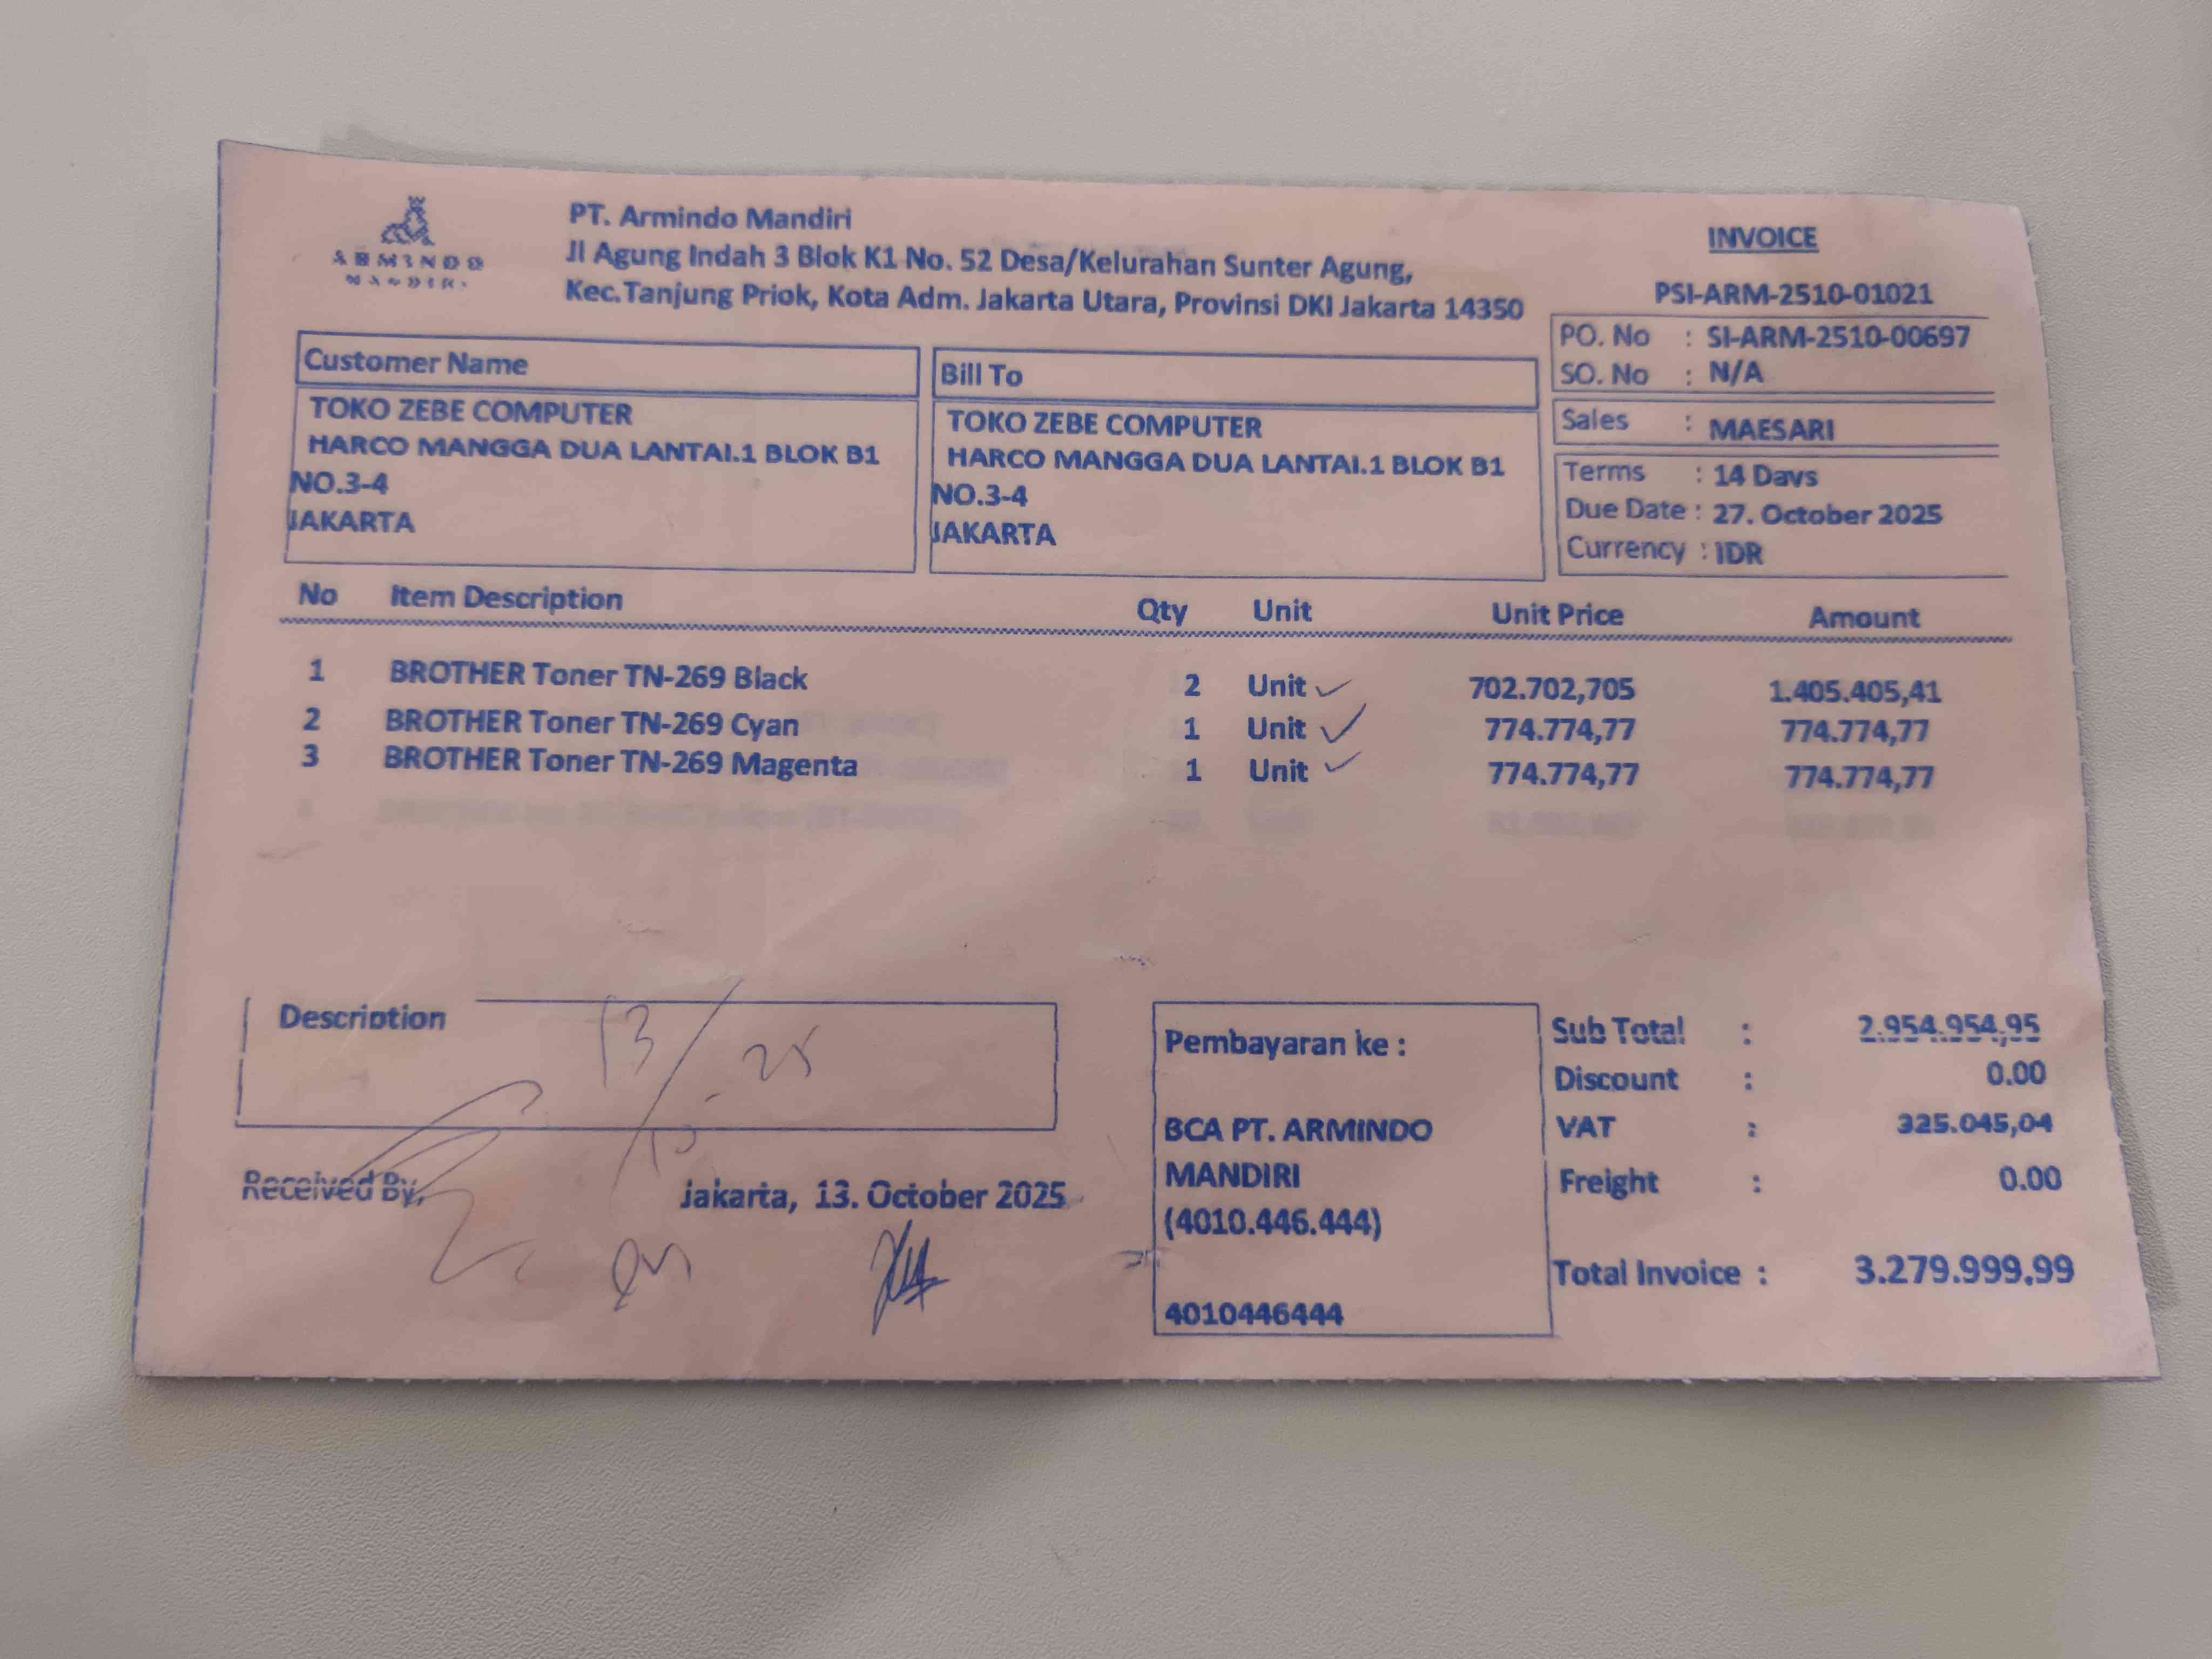 ARMINDO
MANDIRI
PT. Armindo Mandiri
Jl Agung Indah 3 Blok K1 No. 52 Desa/Kelurahan Sunter Agung,
Kec.Tanjung Priok, Kota Adm. Jakarta Utara, Provinsi DKI Jakarta 14350
INVOICE
PSI-ARM-2510-01021
PO. No : SI-ARM-2510-00697
SO. No : N/A
Sales : MAESARI
Terms : 14 Days
Due Date : 27. October 2025
Currency : IDR
Customer Name
TOKO ZEBE COMPUTER
HARCO MANGGA DUA LANTAI.1 BLOK B1
NO.3-4
JAKARTA
Bill To
TOKO ZEBE COMPUTER
HARCO MANGGA DUA LANTAI.1 BLOK B1
NO.3-4
JAKARTA
No Item Description Qty Unit Unit Price Amount
1 BROTHER Toner TN-269 Black 2 Unit 702.702,705 1.405.405,41
2 BROTHER Toner TN-269 Cyan 1 Unit 774.774,77 774.774,77
3 BROTHER Toner TN-269 Magenta 1 Unit 774.774,77 774.774,77
Description
13/10-25
Received By,
Jakarta, 13. October 2025
Pembayaran ke :
BCA PT. ARMINDO
MANDIRI
(4010.446.444)
4010446444
Sub Total : 2.954.954,95
Discount : 0.00
VAT : 325.045,04
Freight : 0.00
Total Invoice : 3.279.999,99